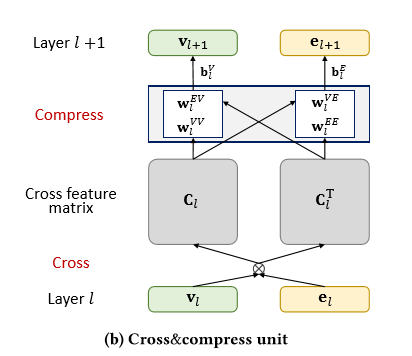 Layer l +1
v_{l+1}
e_{l+1}
b_l^V
b_l^E
Compress
w_l^{EV}
w_l^{VV}
w_l^{VE}
w_l^{EE}
Cross feature
matrix
C_l
C_l^T
Cross
⊗
Layer l
v_l
e_l
(b) Cross&compress unit